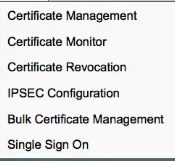 Certificate Management
Certificate Monitor
Certificate Revocation
IPSEC Configuration
Bulk Certificate Management
Single Sign On